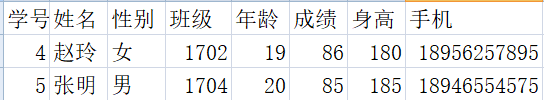 学号 姓名 性别 班级 年龄 成绩 身高 手机
4 赵玲 女 1702 19 86 180 18956257895
5 张明 男 1704 20 85 185 18946554575